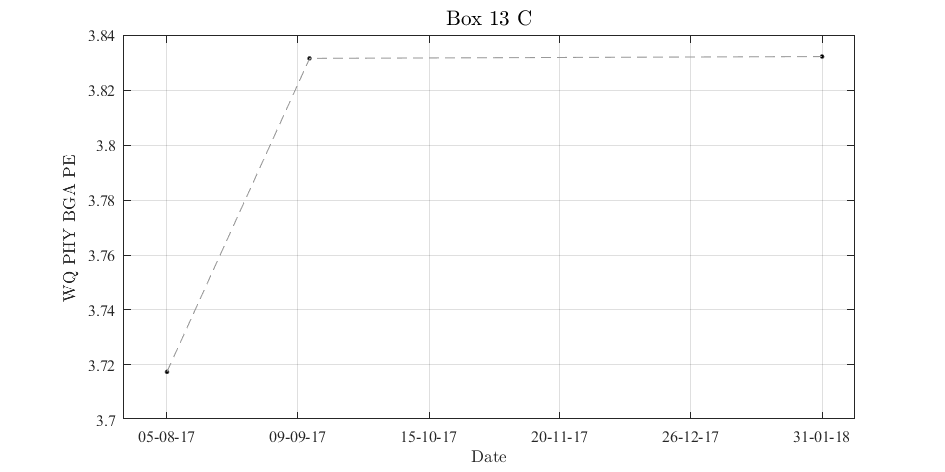 Box 13 C
3.84
3.82
3.8
3.78
3.76
3.74
3.72
3.7
WQ PHY BGA PE
05-08-17 09-09-17 15-10-17 20-11-17 26-12-17 31-01-18
Date